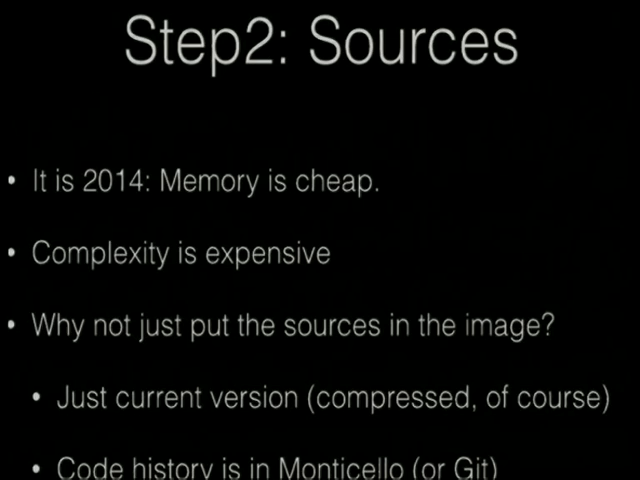 Step2: Sources
• It is 2014: Memory is cheap.
• Complexity is expensive
• Why not just put the sources in the image?
• Just current version (compressed, of course)
• Code history is in Monticello (or Git)